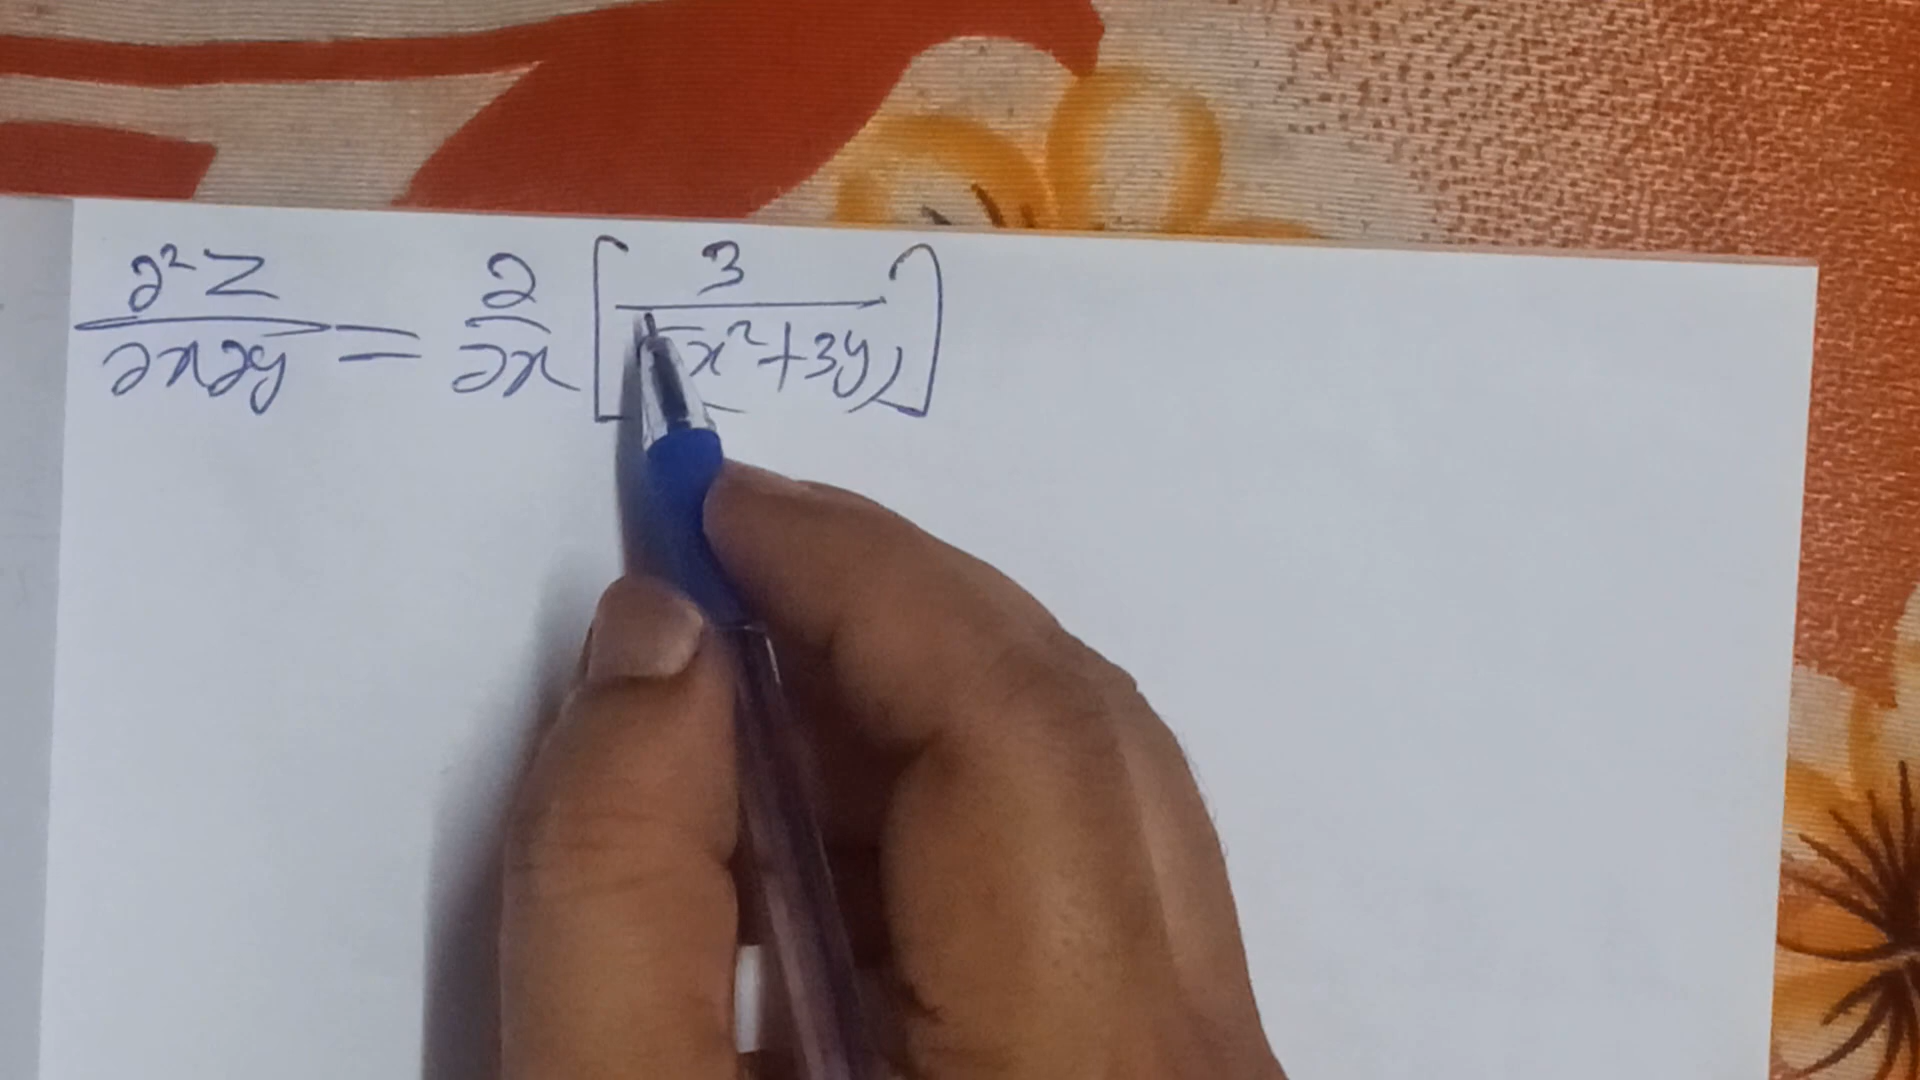 ∂²Z/∂x∂y = ∂/∂x [3/(x²+3y)]